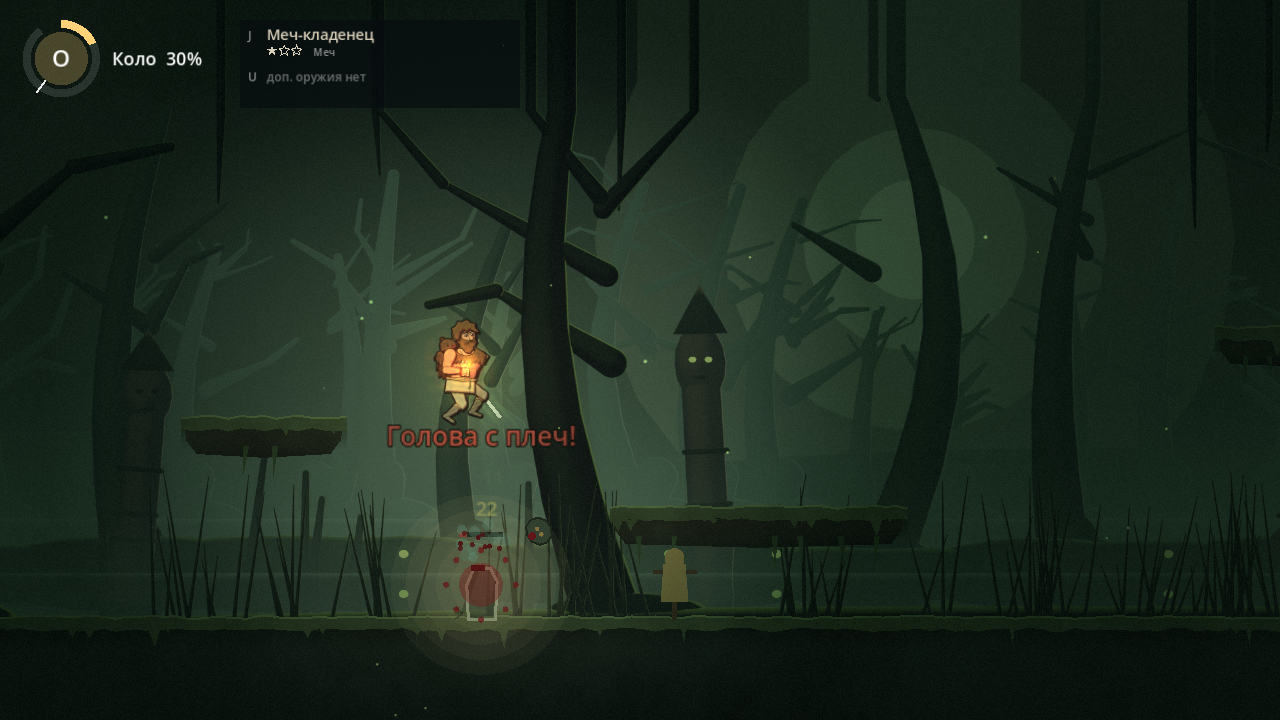 О
Коло 30%
J Меч-кладенец
Меч
U доп. оружия нет
Голова с плеч!
22